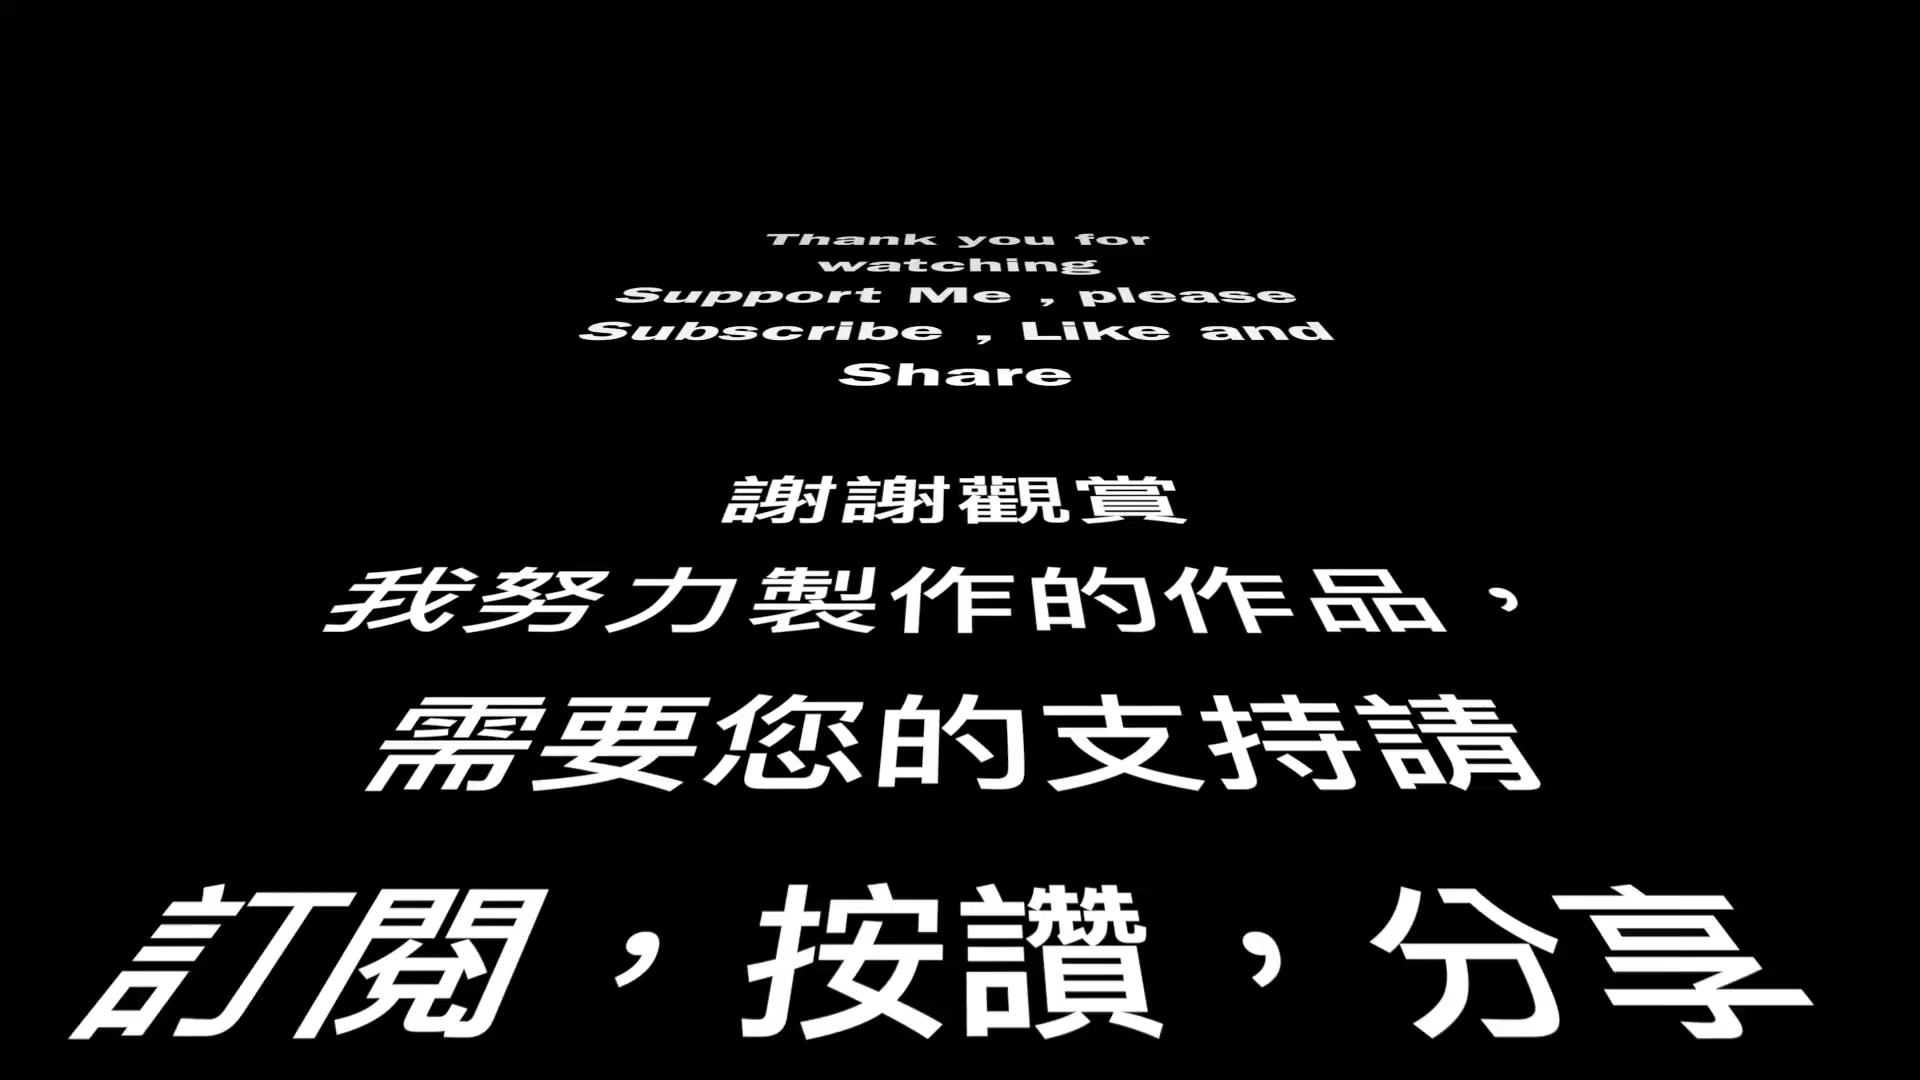 Thank you for
watching
Support Me , please
Subscribe , Like and
Share
謝謝觀賞
我努力製作的作品，
需要您的支持請
訂閱，按讚，分享